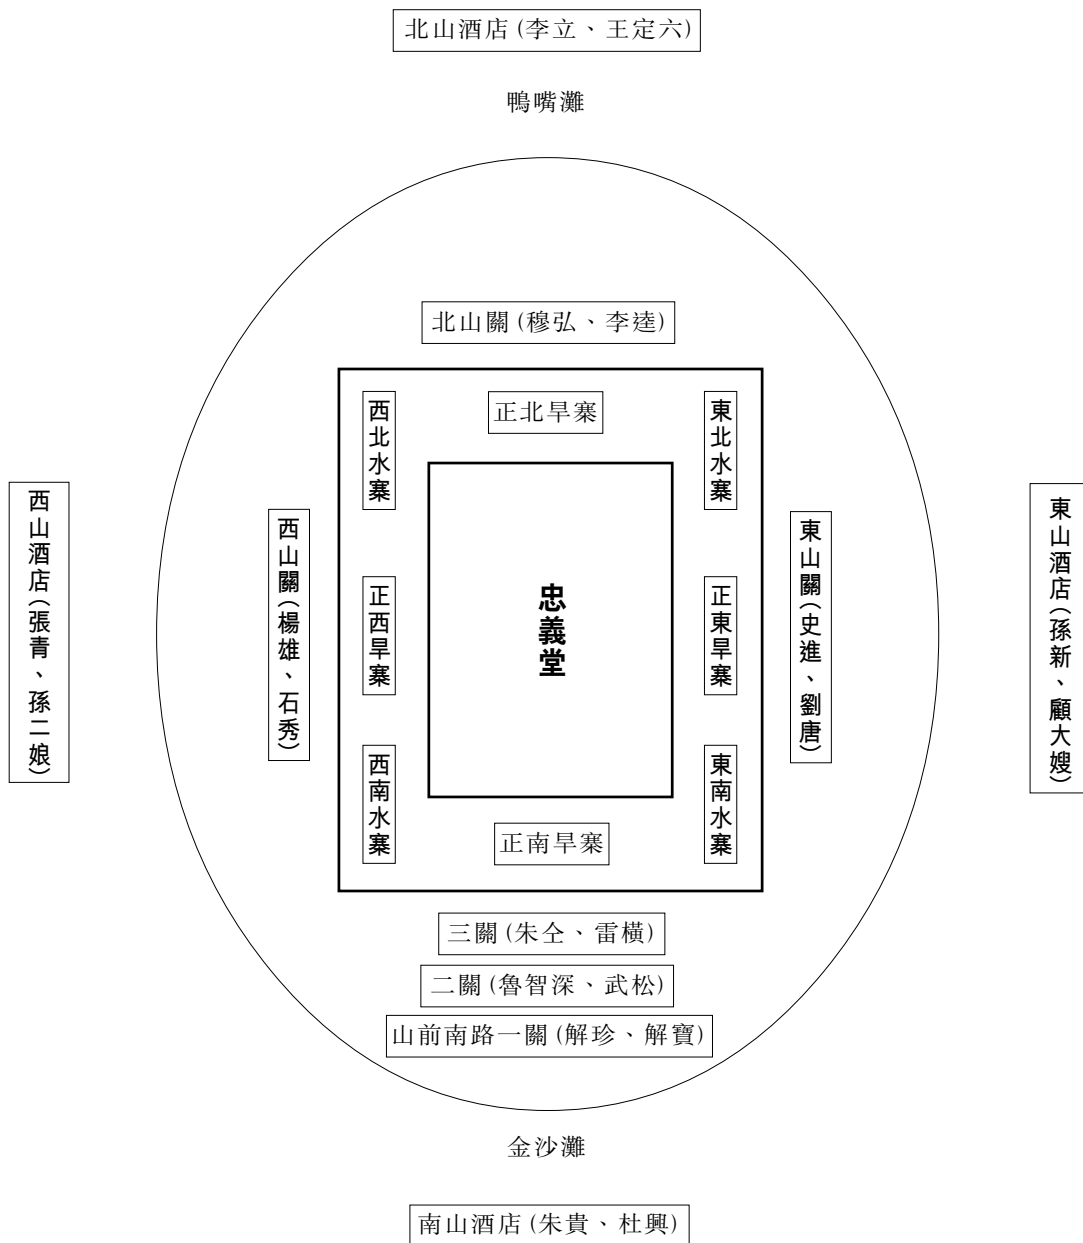 北山酒店(李立、王定六)
鴨嘴灘
北山關(穆弘、李逵)
西北水寨
正北旱寨
東北水寨
西山酒店(張青、孫二娘)
西山關(楊雄、石秀)
正西旱寨
忠義堂
正東旱寨
東山關(史進、劉唐)
東山酒店(孫新、顧大嫂)
西南水寨
正南旱寨
東南水寨
三關(朱仝、雷橫)
二關(魯智深、武松)
山前南路一關(解珍、解寶)
金沙灘
南山酒店(朱貴、杜興)